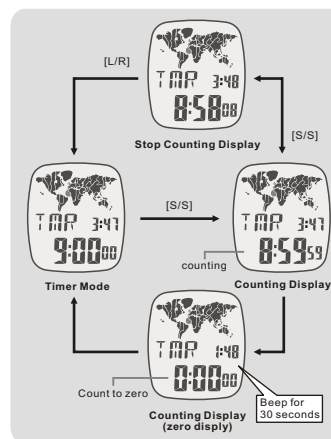 [L/R]
TMR 3:48
8:58 08
Stop Counting Display
[S/S]
TMR 3:47
9:00 00
Timer Mode
[S/S]
TMR 3:47
8:59 59
counting
Counting Display
TMR 1:48
0:00 00
Count to zero
Beep for
30 seconds
Counting Display
(zero disply)